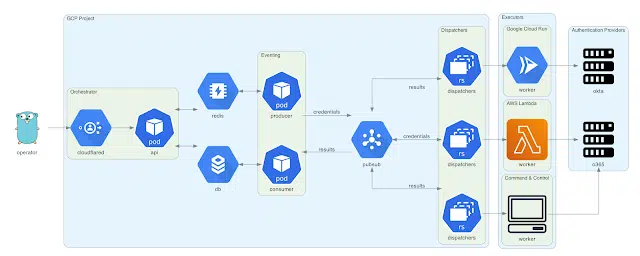 GCP Project
Executors
Dispatchers
Google Cloud Run
Authentication Providers
Eventing
rs
dispatchers
worker
okta
Orchestrator
redis
pod
producer
results
credentials
AWS Lambda
operator
cloudflared
pod
api
pubsub
credentials
rs
dispatchers
worker
o365
results
db
pod
consumer
results
Command & Control
rs
dispatchers
worker